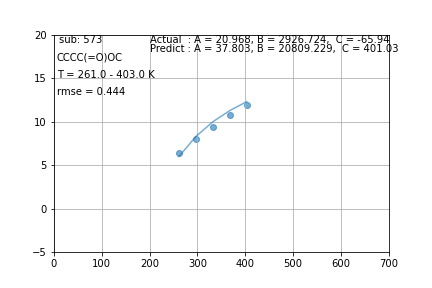 sub: 573
Actual : A = 20.968, B = 2926.724, C = -65.94
Predict : A = 37.803, B = 20809.229, C = 401.03
CCCC(=O)OC
T = 261.0 - 403.0 K
rmse = 0.444
20
15
10
5
0
−5
0 100 200 300 400 500 600 700